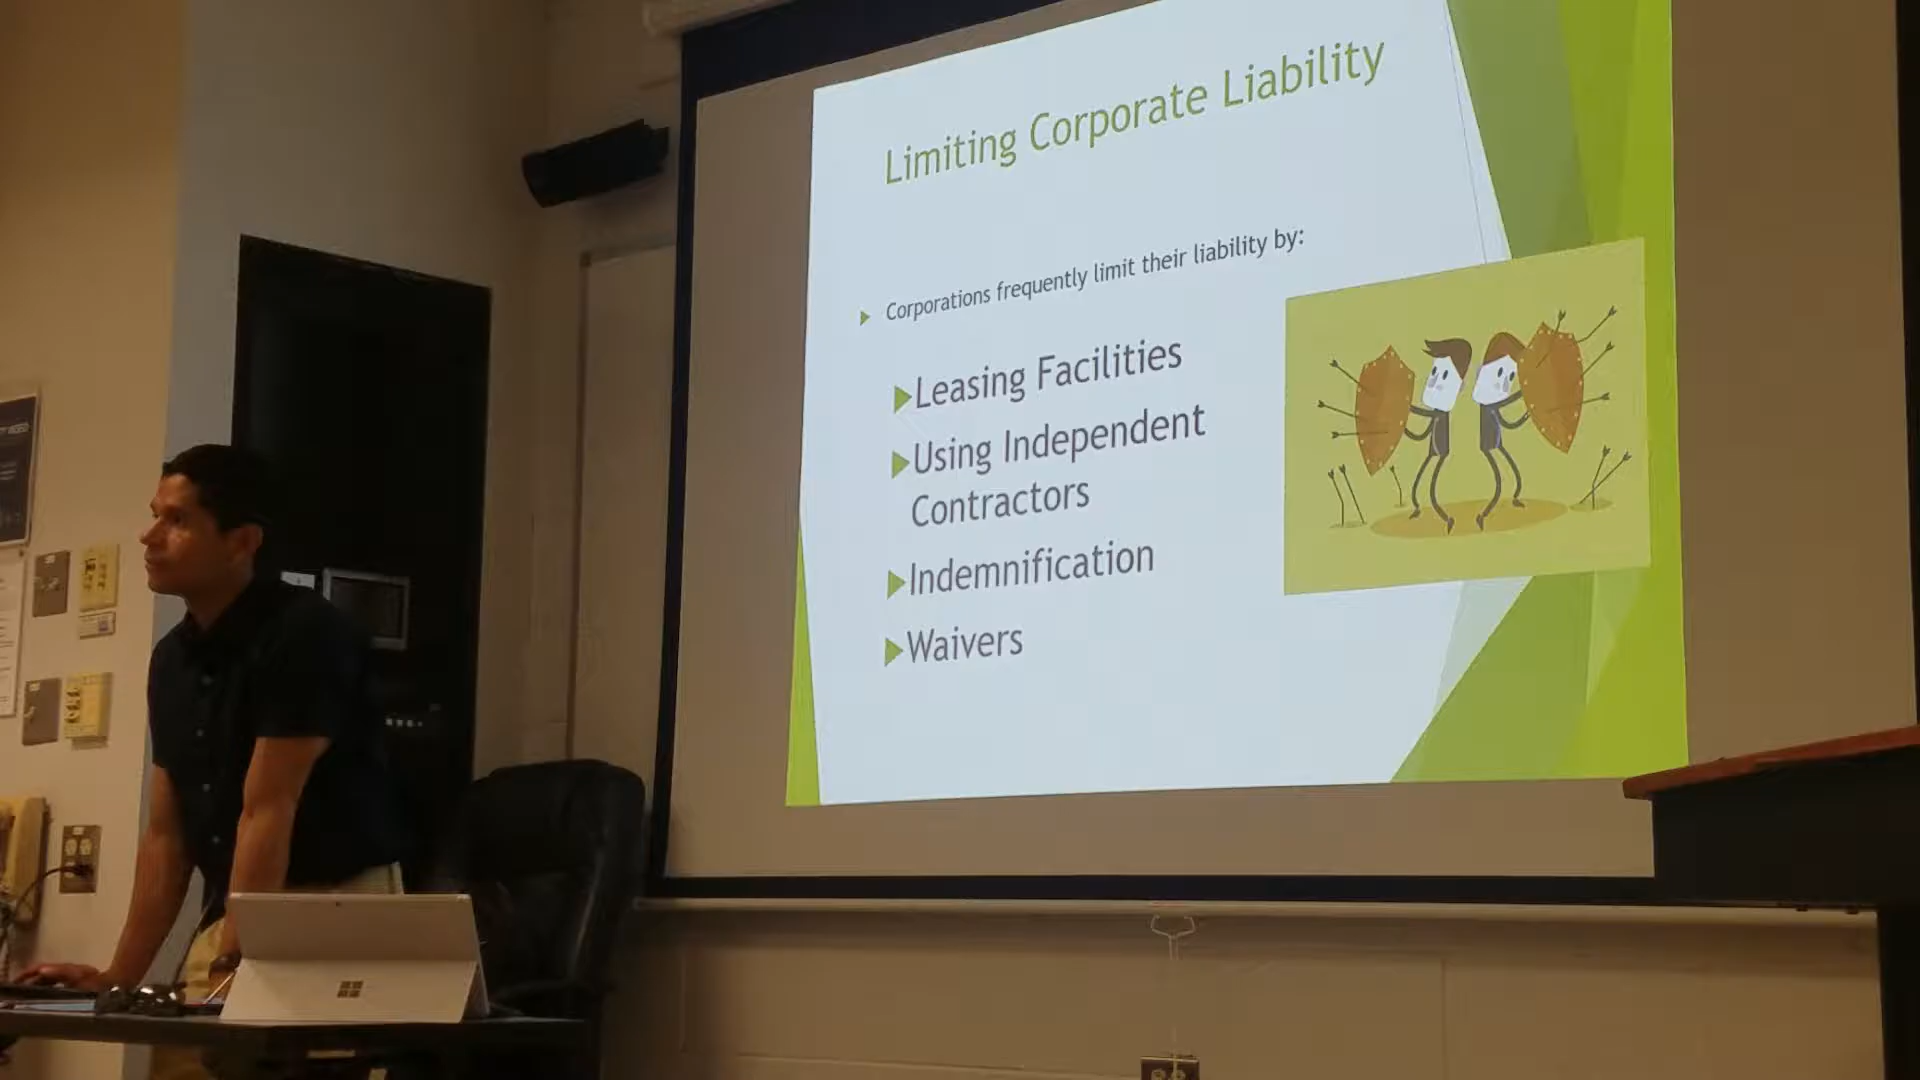 Limiting Corporate Liability
Corporations frequently limit their liability by:
Leasing Facilities
Using Independent
Contractors
Indemnification
Waivers